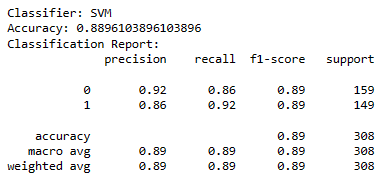 Classifier: SVM
Accuracy: 0.8896103896103896
Classification Report:
              precision    recall  f1-score   support

           0       0.92      0.86      0.89       159
           1       0.86      0.92      0.89       149

    accuracy                           0.89       308
   macro avg       0.89      0.89      0.89       308
weighted avg       0.89      0.89      0.89       308